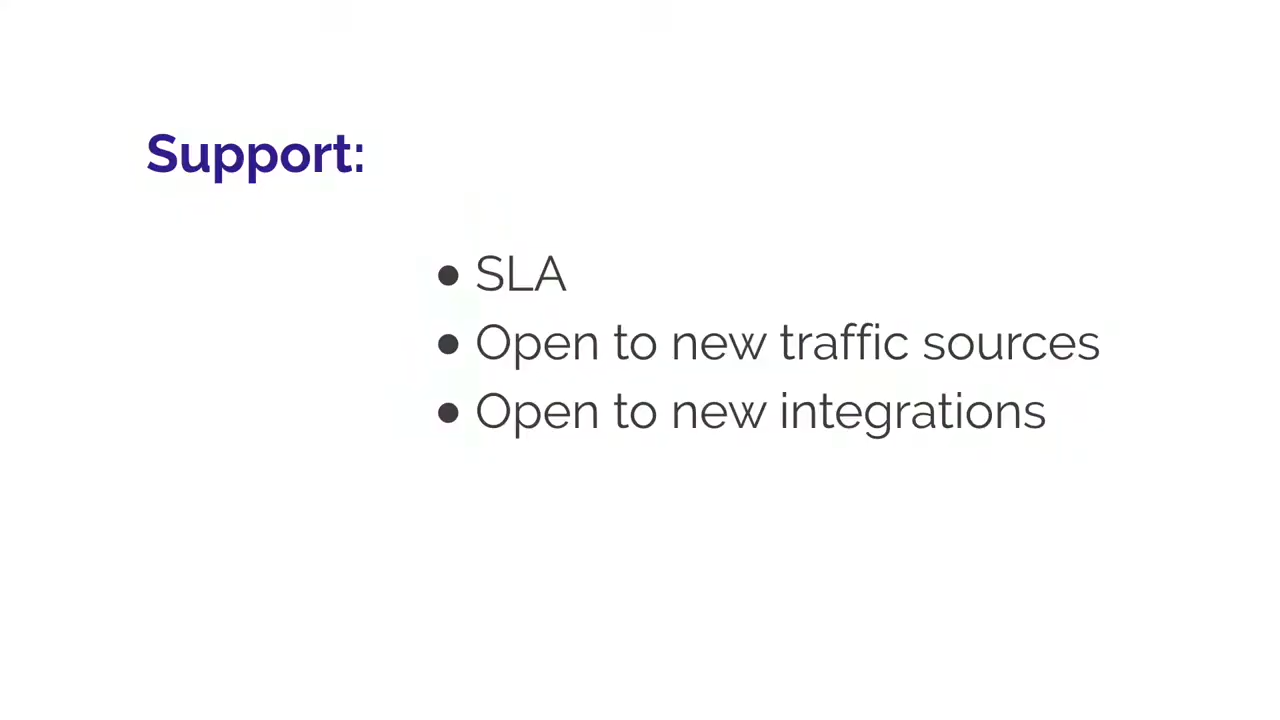 Support:
● SLA
● Open to new traffic sources
● Open to new integrations